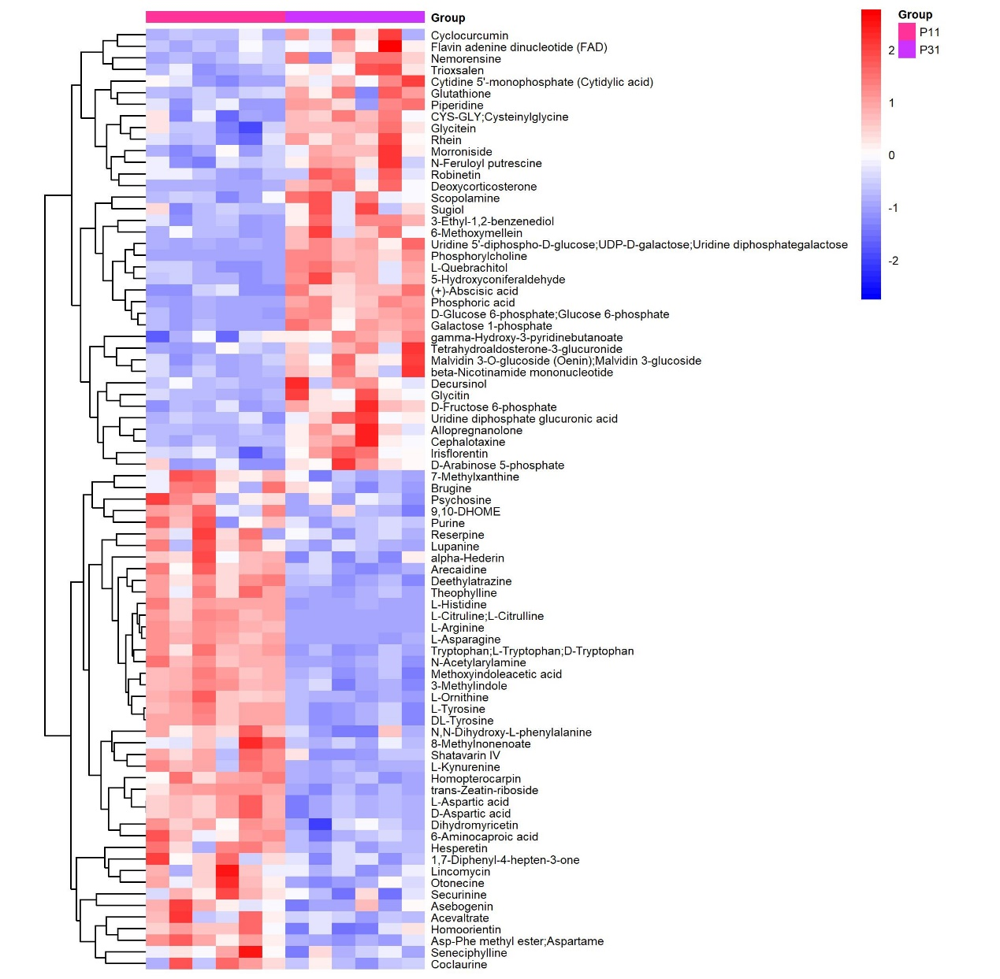 Group
Cyclocurcumin
Flavin adenine dinucleotide (FAD)
Nemorensine
Trioxsalen
Cytidine 5'-monophosphate (Cytidylic acid)
Glutathione
Piperidine
CYS-GLY;Cysteinylglycine
Glycitein
Rhein
Morroniside
N-Feruloyl putrescine
Robinetin
Deoxycorticosterone
Scopolamine
Sugiol
3-Ethyl-1,2-benzenediol
6-Methoxymellein
Uridine 5'-diphospho-D-glucose;UDP-D-galactose;Uridine diphosphategalactose
Phosphorylcholine
L-Quebrachitol
5-Hydroxyconiferaldehyde
(+)-Abscisic acid
Phosphoric acid
D-Glucose 6-phosphate;Glucose 6-phosphate
Galactose 1-phosphate
gamma-Hydroxy-3-pyridinebutanoate
Tetrahydroaldosterone-3-glucuronide
Malvidin 3-O-glucoside (Oenin);Malvidin 3-glucoside
beta-Nicotinamide mononucleotide
Decursinol
Glycitin
D-Fructose 6-phosphate
Uridine diphosphate glucuronic acid
Allopregnanolone
Cephalotaxine
Irisflorentin
D-Arabinose 5-phosphate
7-Methylxanthine
Brugine
Psychosine
9,10-DHOME
Purine
Reserpine
Lupanine
alpha-Hederin
Arecaidine
Deethylatrazine
Theophylline
L-Histidine
L-Citruline;L-Citrulline
L-Arginine
L-Asparagine
Tryptophan;L-Tryptophan;D-Tryptophan
N-Acetylarylamine
Methoxyindoleacetic acid
3-Methylindole
L-Ornithine
L-Tyrosine
DL-Tyrosine
N,N-Dihydroxy-L-phenylalanine
8-Methylnonenoate
Shatavarin IV
L-Kynurenine
Homopterocarpin
trans-Zeatin-riboside
L-Aspartic acid
D-Aspartic acid
Dihydromyricetin
6-Aminocaproic acid
Hesperetin
1,7-Diphenyl-4-hepten-3-one
Lincomycin
Otonecine
Securinine
Asebogenin
Acevaltrate
Homoorientin
Asp-Phe methyl ester;Aspartame
Seneciphylline
Coclaurine
2
1
0
-1
-2
Group
P11
P31